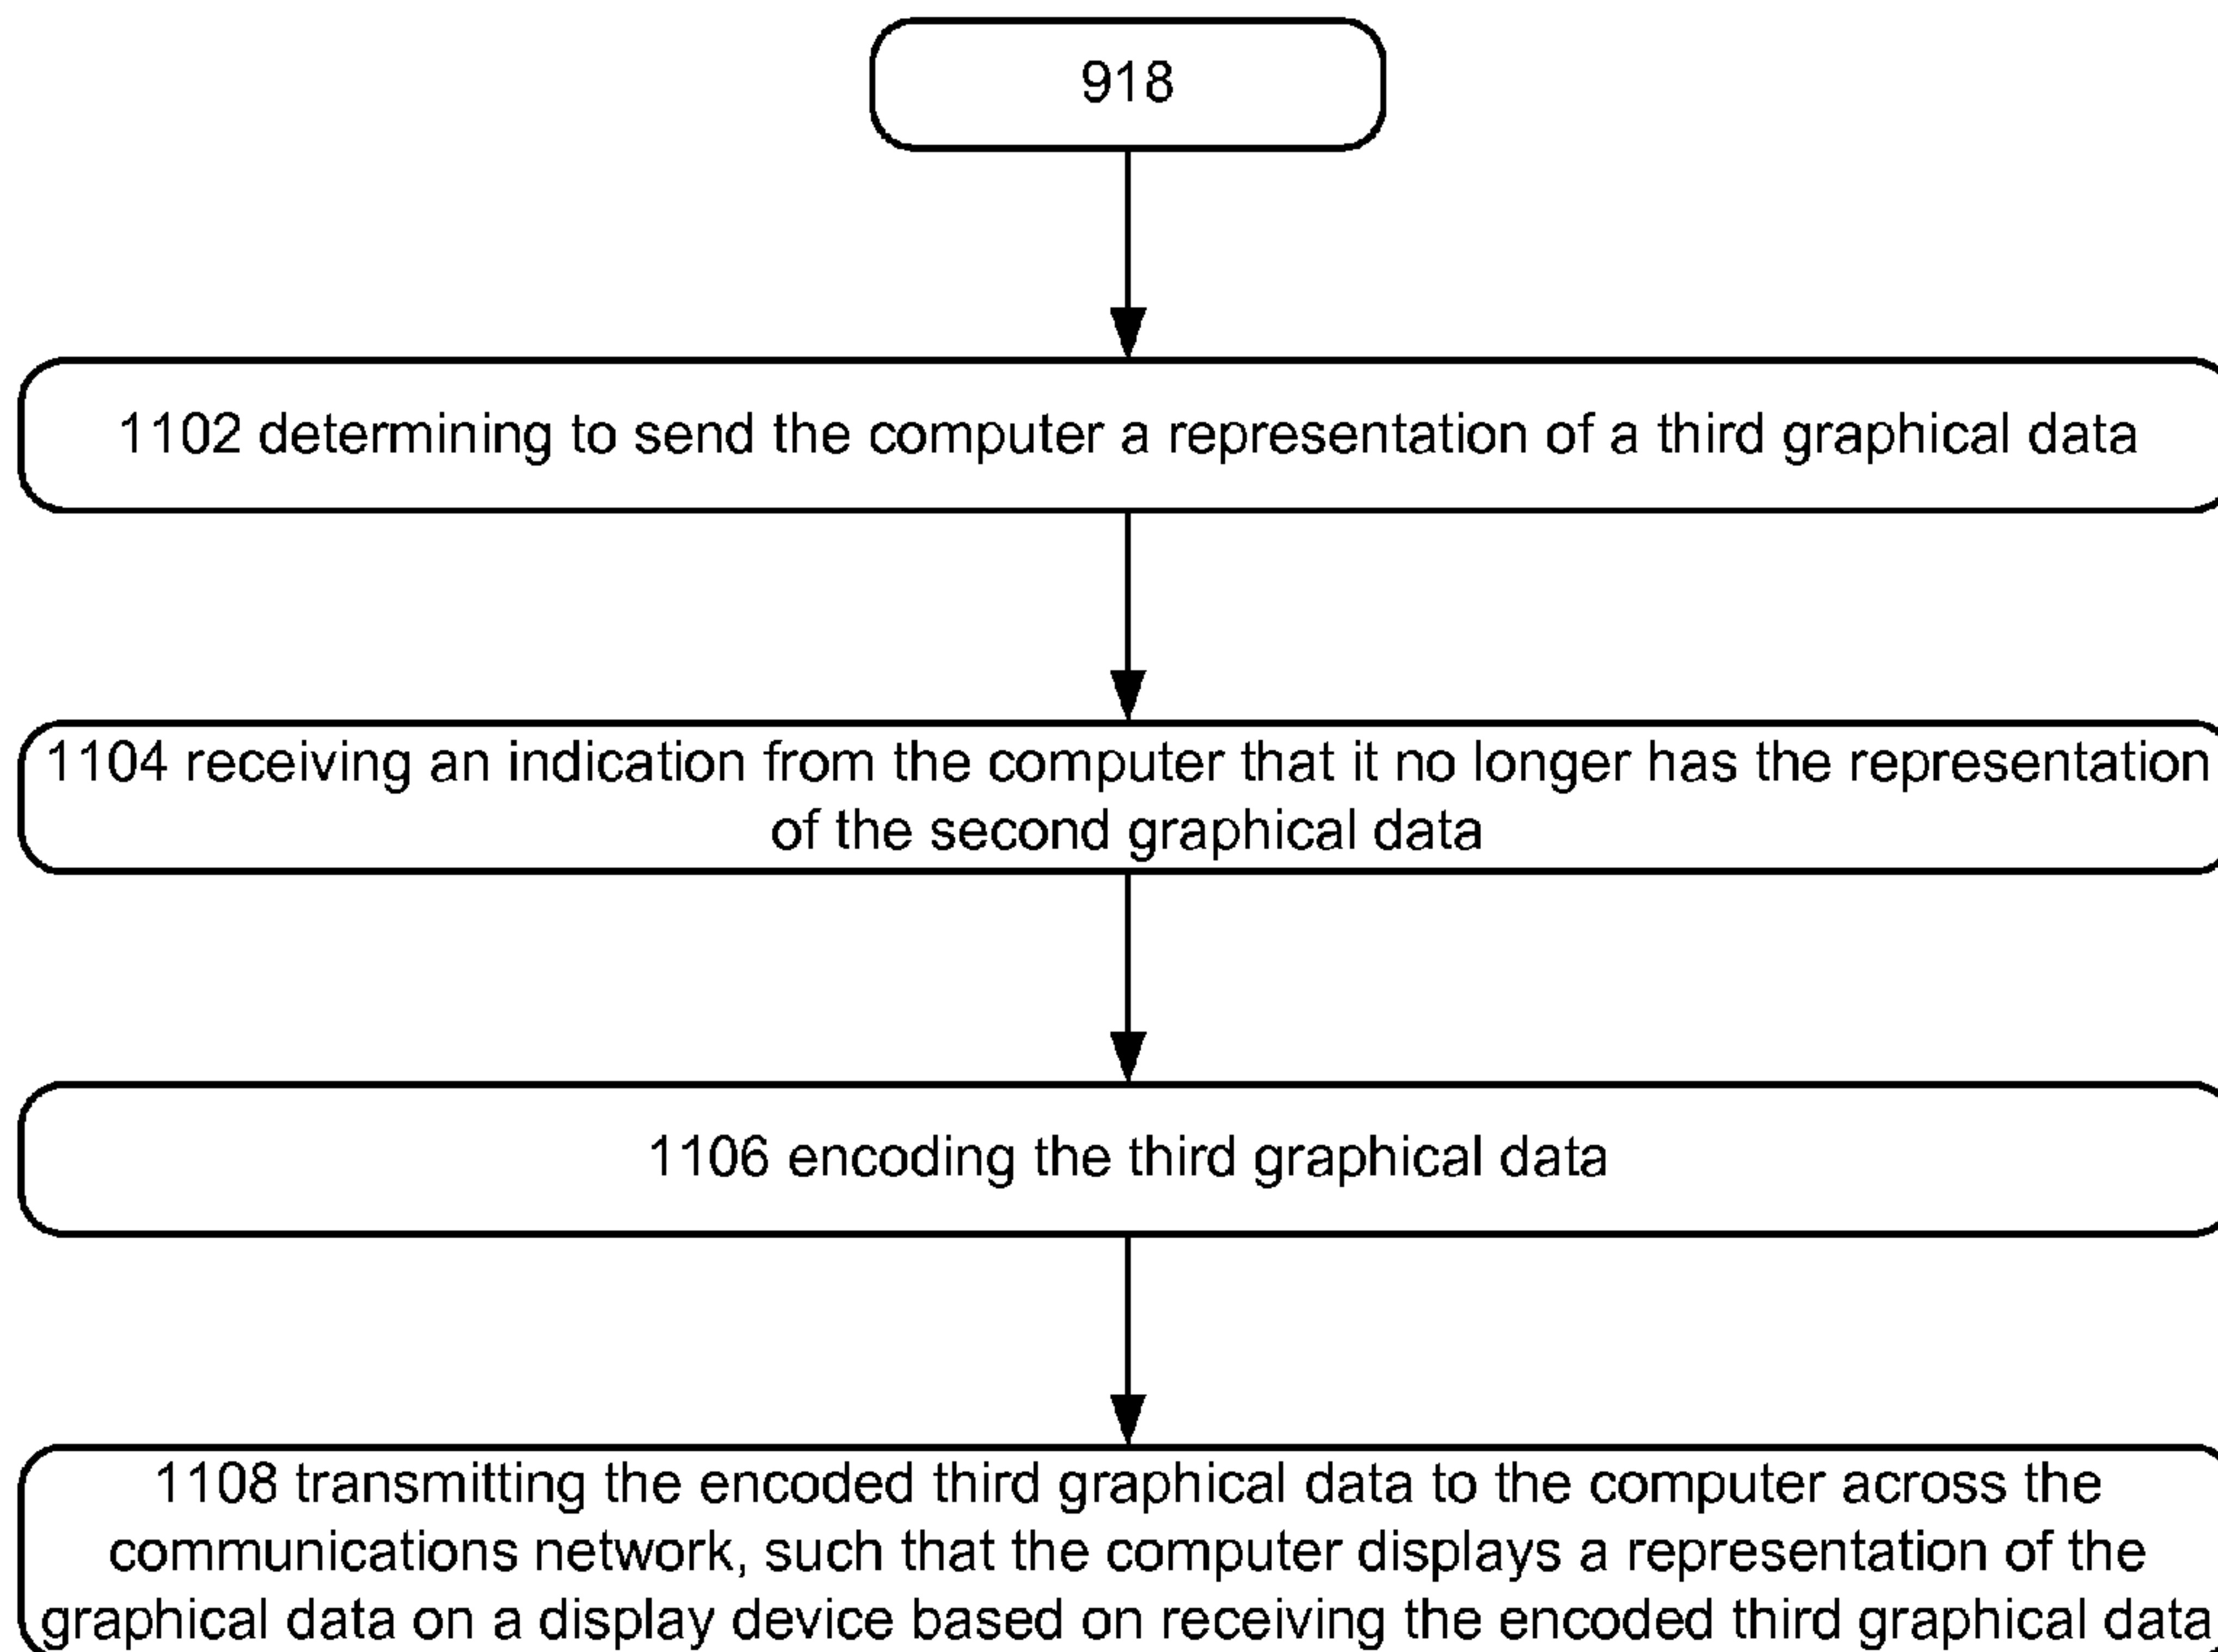 918
1102 determining to send the computer a representation of a third graphical data
1104 receiving an indication from the computer that it no longer has the representation
of the second graphical data
1106 encoding the third graphical data
1108 transmitting the encoded third graphical data to the computer across the
communications network, such that the computer displays a representation of the
graphical data on a display device based on receiving the encoded third graphical data